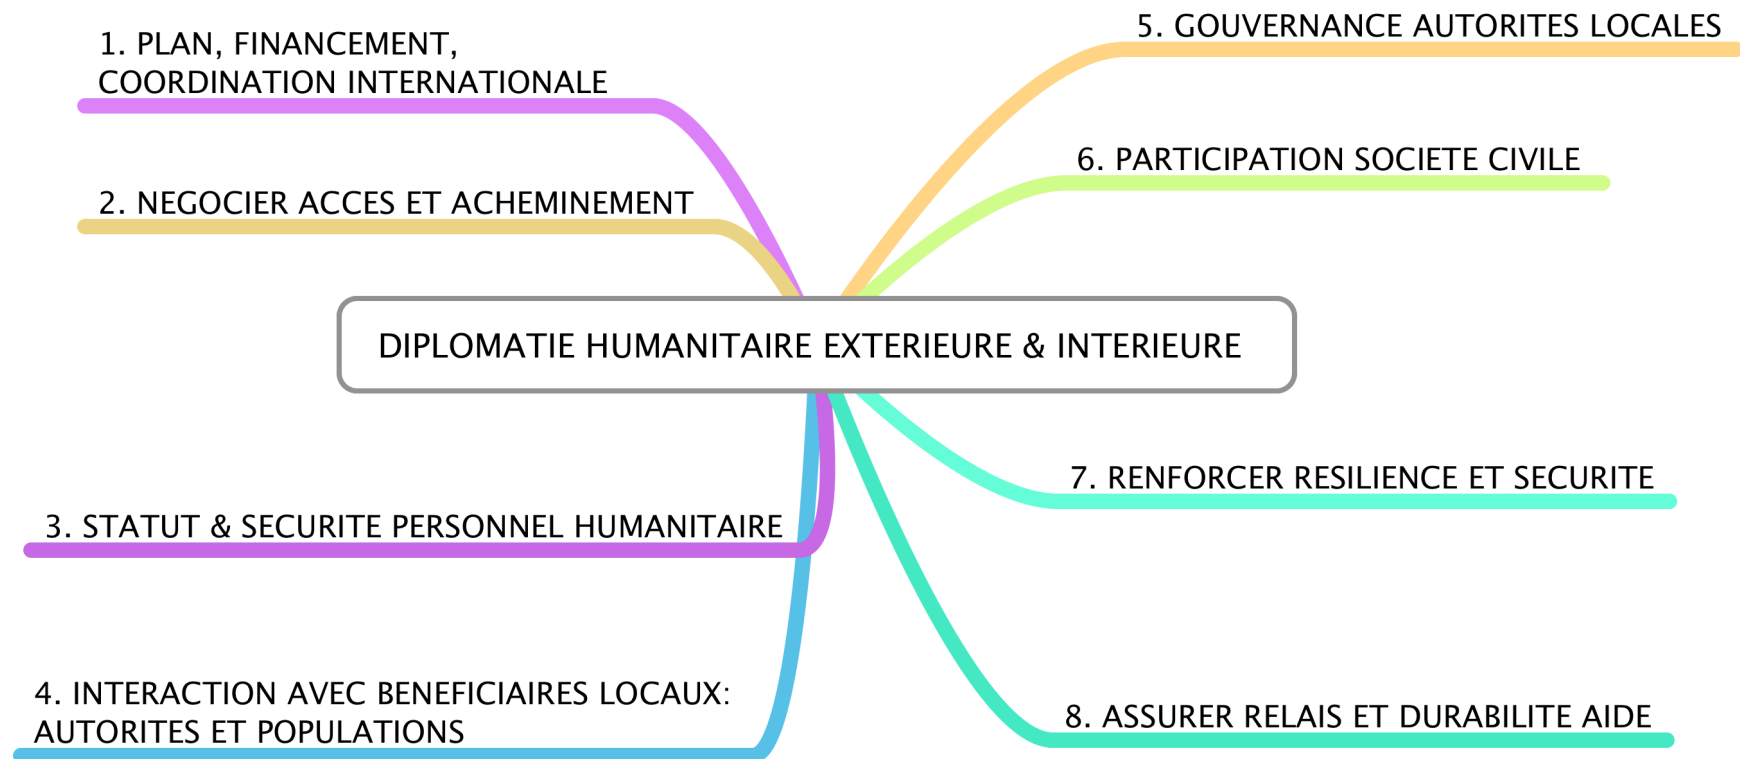 1. PLAN, FINANCEMENT,
COORDINATION INTERNATIONALE
2. NEGOCIER ACCES ET ACHEMINEMENT
DIPLOMATIE HUMANITAIRE EXTERIEURE & INTERIEURE
3. STATUT & SECURITE PERSONNEL HUMANITAIRE
4. INTERACTION AVEC BENEFICIAIRES LOCAUX:
AUTORITES ET POPULATIONS
5. GOUVERNANCE AUTORITES LOCALES
6. PARTICIPATION SOCIETE CIVILE
7. RENFORCER RESILIENCE ET SECURITE
8. ASSURER RELAIS ET DURABILITE AIDE